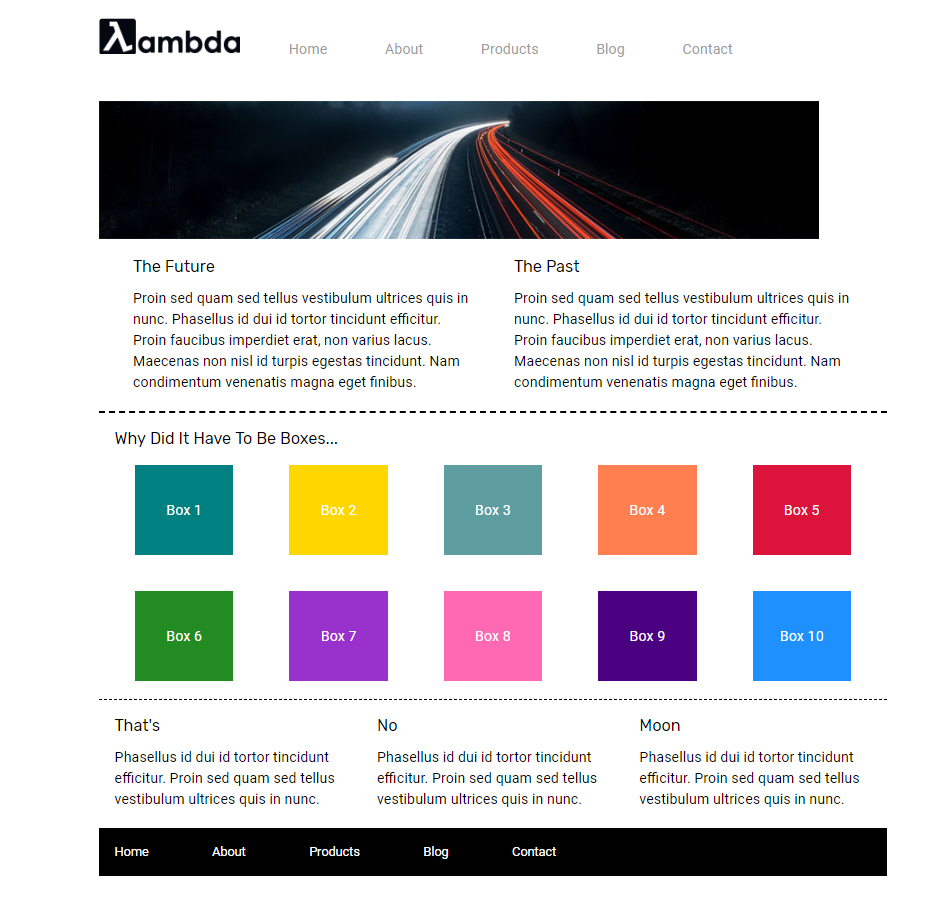 λambda
Home About Products Blog Contact
The Future
Proin sed quam sed tellus vestibulum ultrices quis in
nunc. Phasellus id dui id tortor tincidunt efficitur.
Proin faucibus imperdiet erat, non varius lacus.
Maecenas non nisl id turpis egestas tincidunt. Nam
condimentum venenatis magna eget finibus.
The Past
Proin sed quam sed tellus vestibulum ultrices quis in
nunc. Phasellus id dui id tortor tincidunt efficitur.
Proin faucibus imperdiet erat, non varius lacus.
Maecenas non nisl id turpis egestas tincidunt. Nam
condimentum venenatis magna eget finibus.
Why Did It Have To Be Boxes...
Box 1 Box 2 Box 3 Box 4 Box 5
Box 6 Box 7 Box 8 Box 9 Box 10
That's
Phasellus id dui id tortor tincidunt
efficitur. Proin sed quam sed tellus
vestibulum ultrices quis in nunc.
No
Phasellus id dui id tortor tincidunt
efficitur. Proin sed quam sed tellus
vestibulum ultrices quis in nunc.
Moon
Phasellus id dui id tortor tincidunt
efficitur. Proin sed quam sed tellus
vestibulum ultrices quis in nunc.
Home About Products Blog Contact